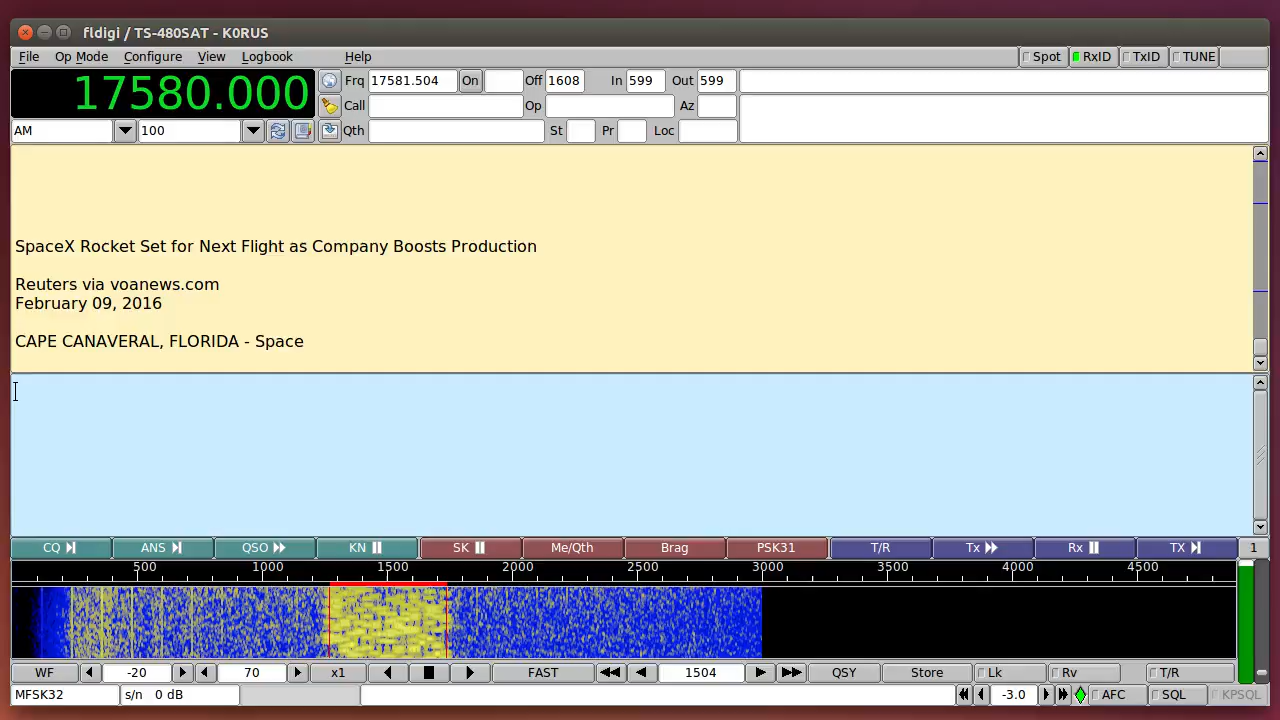 fldigi / TS-480SAT - K0RUS
File Op Mode Configure View Logbook Help Spot RxID TxID TUNE
17580.000
Frq 17581.504 On Off 1608 In 599 Out 599
Call Op Az
AM 100 Qth St Pr Loc
SpaceX Rocket Set for Next Flight as Company Boosts Production
Reuters via voanews.com
February 09, 2016
CAPE CANAVERAL, FLORIDA - Space
CQ ANS QSO KN SK Me/Qth Brag PSK31 T/R Tx Rx TX 1
500 1000 1500 2000 2500 3000 3500 4000 4500
WF -20 70 x1 FAST 1504 QSY Store Lk Rv T/R
MFSK32 s/n 0 dB -3.0 AFC SQL KPSQL